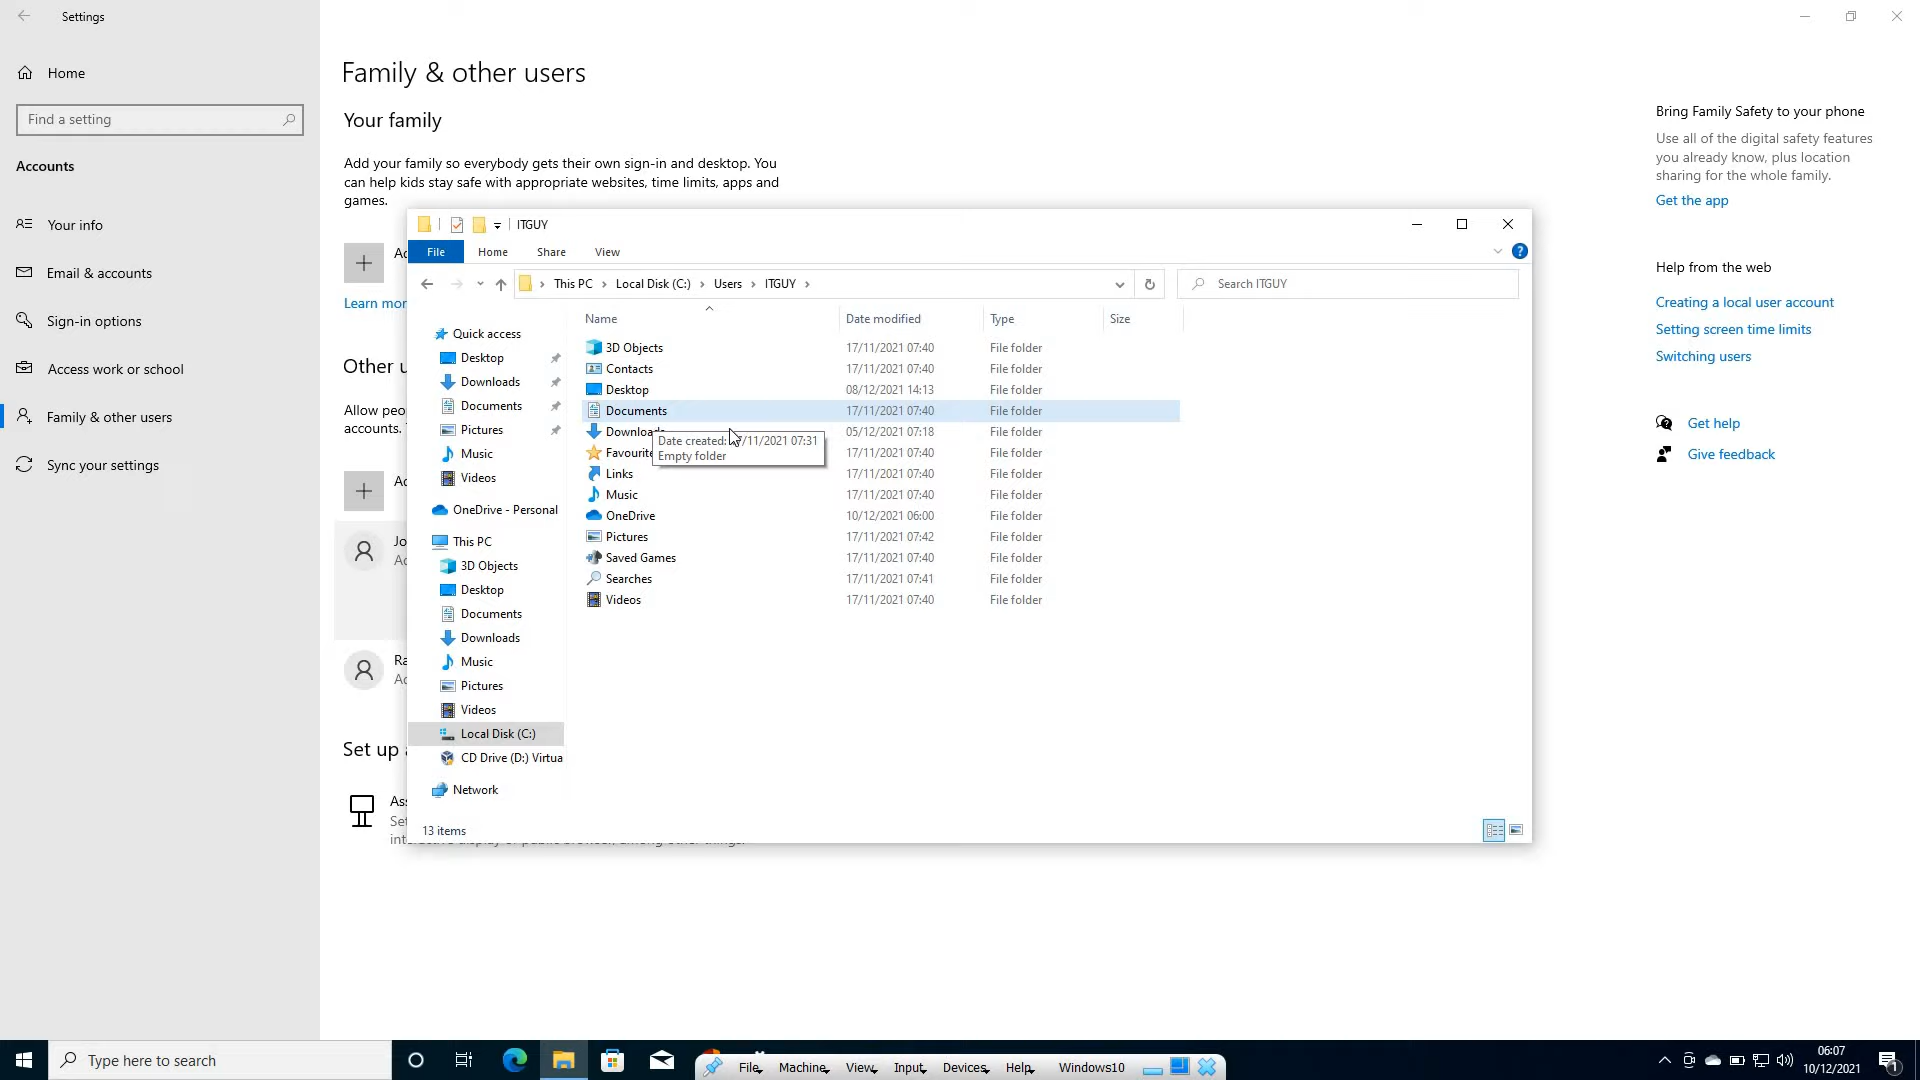 Settings
Home
Find a setting
Accounts
Your info
Email & accounts
Sign-in options
Access work or school
Family & other users
Sync your settings
Family & other users
Your family
Add your family so everybody gets their own sign-in and desktop. You
can help kids stay safe with appropriate websites, time limits, apps and
games.
Bring Family Safety to your phone
Use all of the digital safety features
you already know, plus location
sharing for the whole family.
Get the app
Help from the web
Creating a local user account
Setting screen time limits
Switching users
Get help
Give feedback
ITGUY
File Home Share View
This PC Local Disk (C:) Users ITGUY
Search ITGUY
Name Date modified Type Size
3D Objects 17/11/2021 07:40 File folder
Contacts 17/11/2021 07:40 File folder
Desktop 08/12/2021 14:13 File folder
Documents 17/11/2021 07:40 File folder
05/12/2021 07:18 File folder
17/11/2021 07:40 File folder
Links 17/11/2021 07:40 File folder
Music 17/11/2021 07:40 File folder
OneDrive 10/12/2021 06:00 File folder
Pictures 17/11/2021 07:42 File folder
Saved Games 17/11/2021 07:40 File folder
Searches 17/11/2021 07:41 File folder
Videos 17/11/2021 07:40 File folder
Date created: 7/11/2021 07:31
Empty folder
Quick access
Desktop
Downloads
Documents
Pictures
Music
Videos
OneDrive - Personal
This PC
3D Objects
Desktop
Documents
Downloads
Music
Pictures
Videos
Local Disk (C:)
CD Drive (D:) Virtua
Network
13 items
Learn mor
Other u
Allow peo
accounts.
Jo
Ra
Set up
Ass
Set
Type here to search
File Machine View Input Devices Help Windows10
06:07
10/12/2021
1